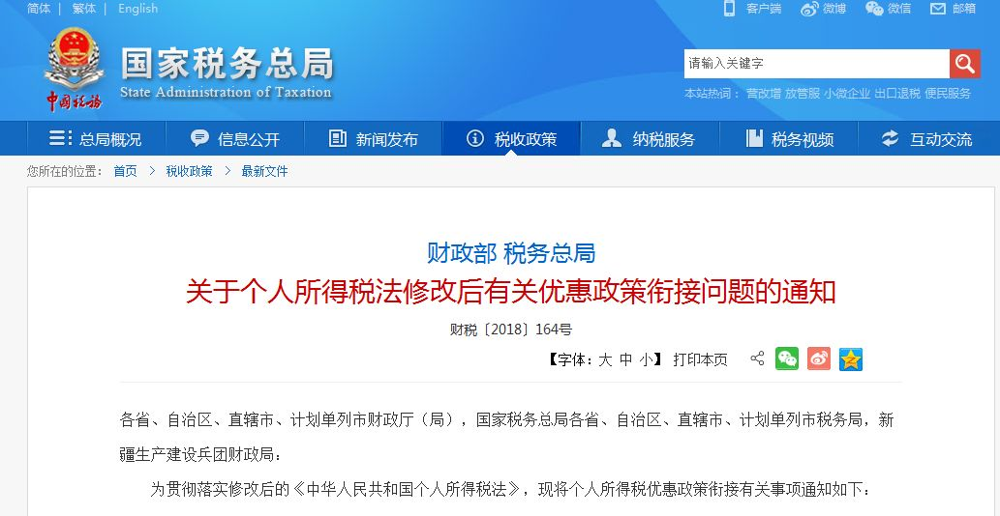 简体 | 繁体 | English
客户端 微博 微信 邮箱
国家税务总局
State Administration of Taxation
中国税务
请输入关键字
本站热词： 营改增 放管服 小微企业 出口退税 便民服务
总局概况 信息公开 新闻发布 税收政策 纳税服务 税务视频 互动交流
您所在的位置： 首页 > 税收政策 > 最新文件
财政部 税务总局
关于个人所得税法修改后有关优惠政策衔接问题的通知
财税〔2018〕164号
【字体：大 中 小】 打印本页
各省、自治区、直辖市、计划单列市财政厅（局），国家税务总局各省、自治区、直辖市、计划单列市税务局，新
疆生产建设兵团财政局：
为贯彻落实修改后的《中华人民共和国个人所得税法》，现将个人所得税优惠政策衔接有关事项通知如下：